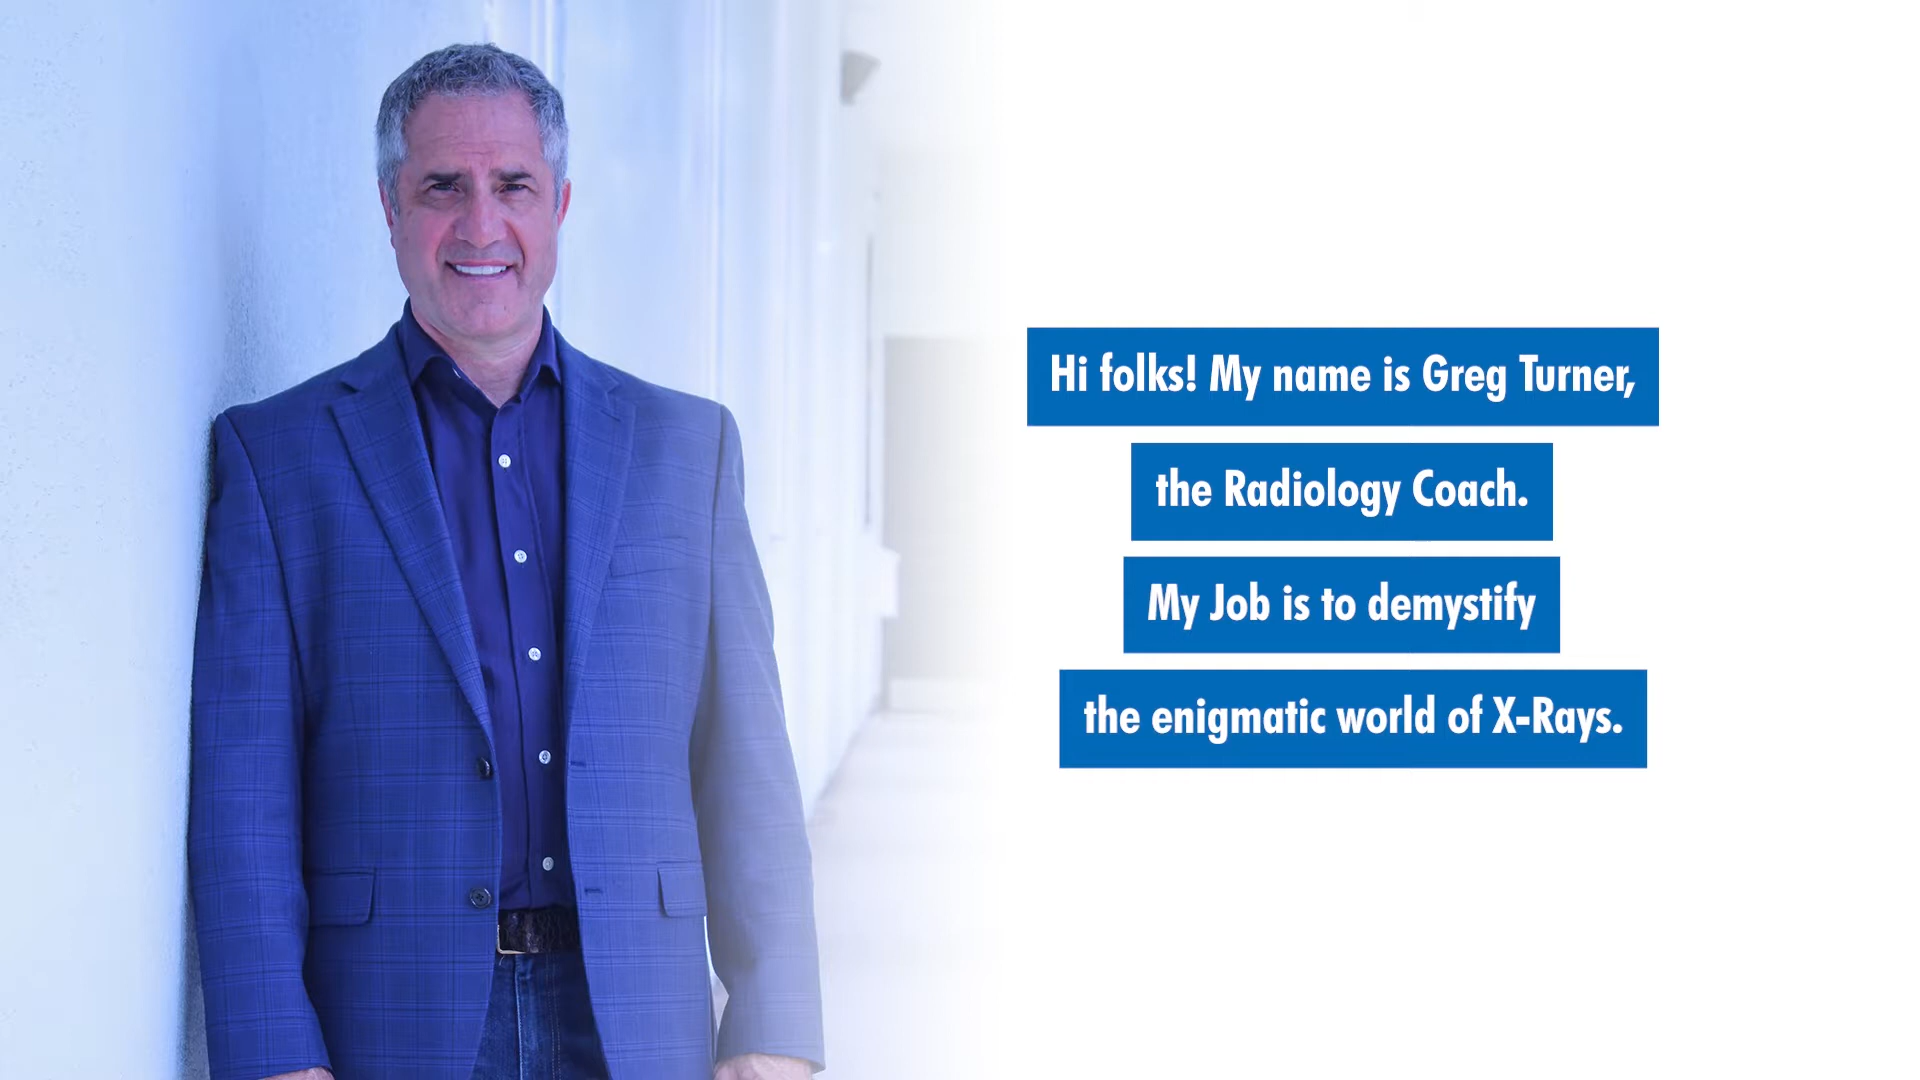 Hi folks! My name is Greg Turner,
the Radiology Coach.
My Job is to demystify
the enigmatic world of X-Rays.